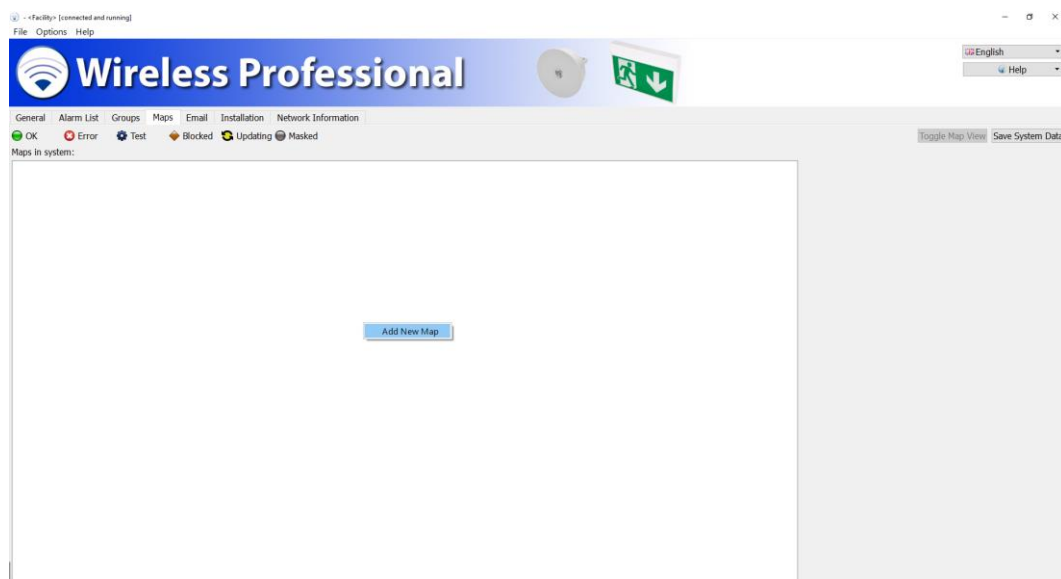 - <Facility> [connected and running]
File Options Help
Wireless Professional
English
Help
General Alarm List Groups Maps Email Installation Network Information
OK Error Test Blocked Updating Masked
Toggle Map View Save System Data
Maps in system:
Add New Map